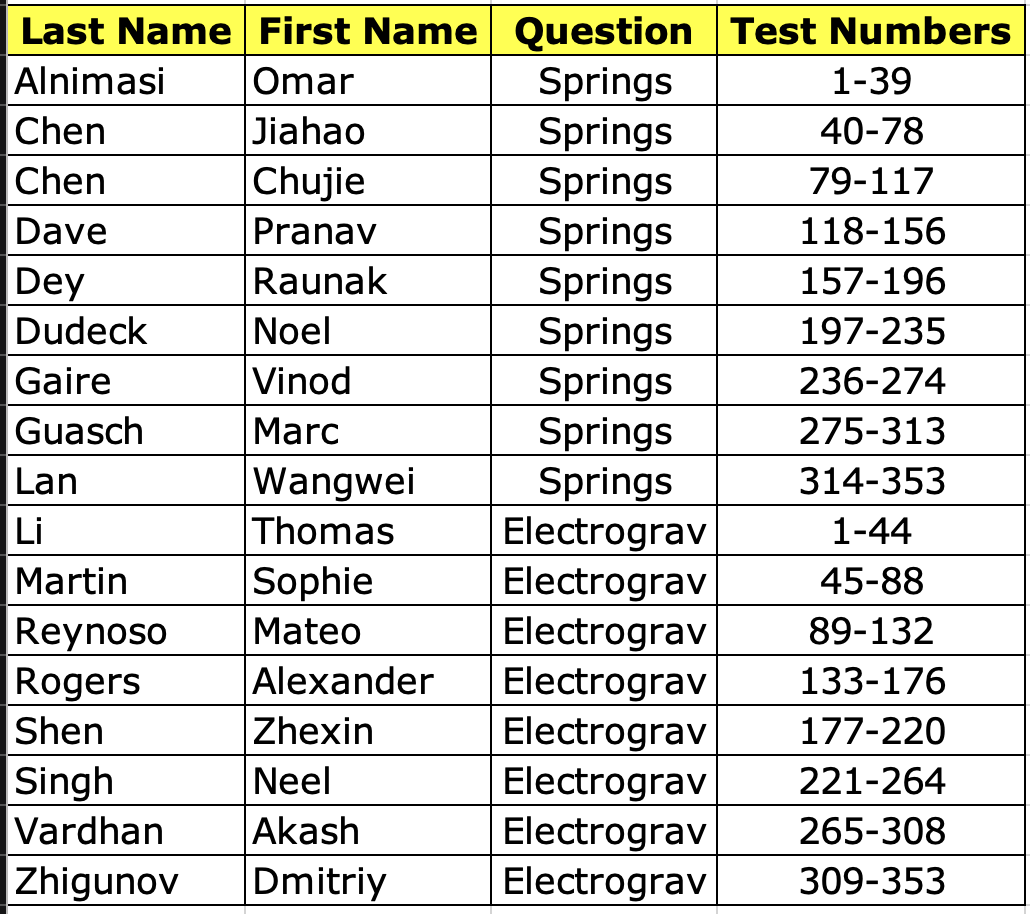 Last Name First Name Question Test Numbers
Alnimasi Omar Springs 1-39
Chen Jiahao Springs 40-78
Chen Chujie Springs 79-117
Dave Pranav Springs 118-156
Dey Raunak Springs 157-196
Dudeck Noel Springs 197-235
Gaire Vinod Springs 236-274
Guasch Marc Springs 275-313
Lan Wangwei Springs 314-353
Li Thomas Electrograv 1-44
Martin Sophie Electrograv 45-88
Reynoso Mateo Electrograv 89-132
Rogers Alexander Electrograv 133-176
Shen Zhexin Electrograv 177-220
Singh Neel Electrograv 221-264
Vardhan Akash Electrograv 265-308
Zhigunov Dmitriy Electrograv 309-353